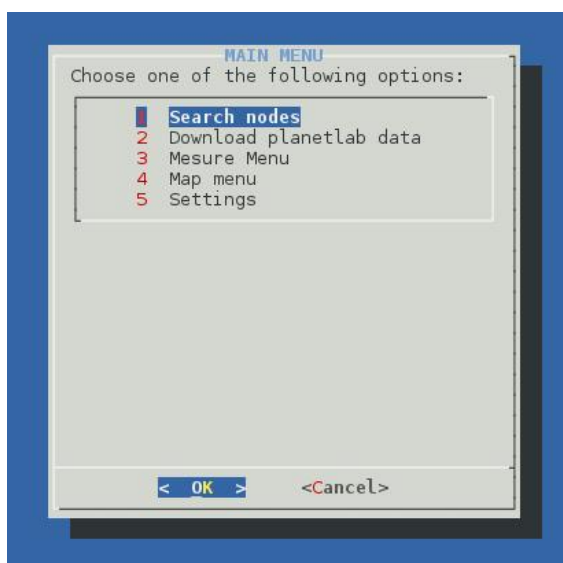 MAIN MENU
Choose one of the following options:
1 Search nodes
2 Download planetlab data
3 Mesure Menu
4 Map menu
5 Settings
< OK > <Cancel>